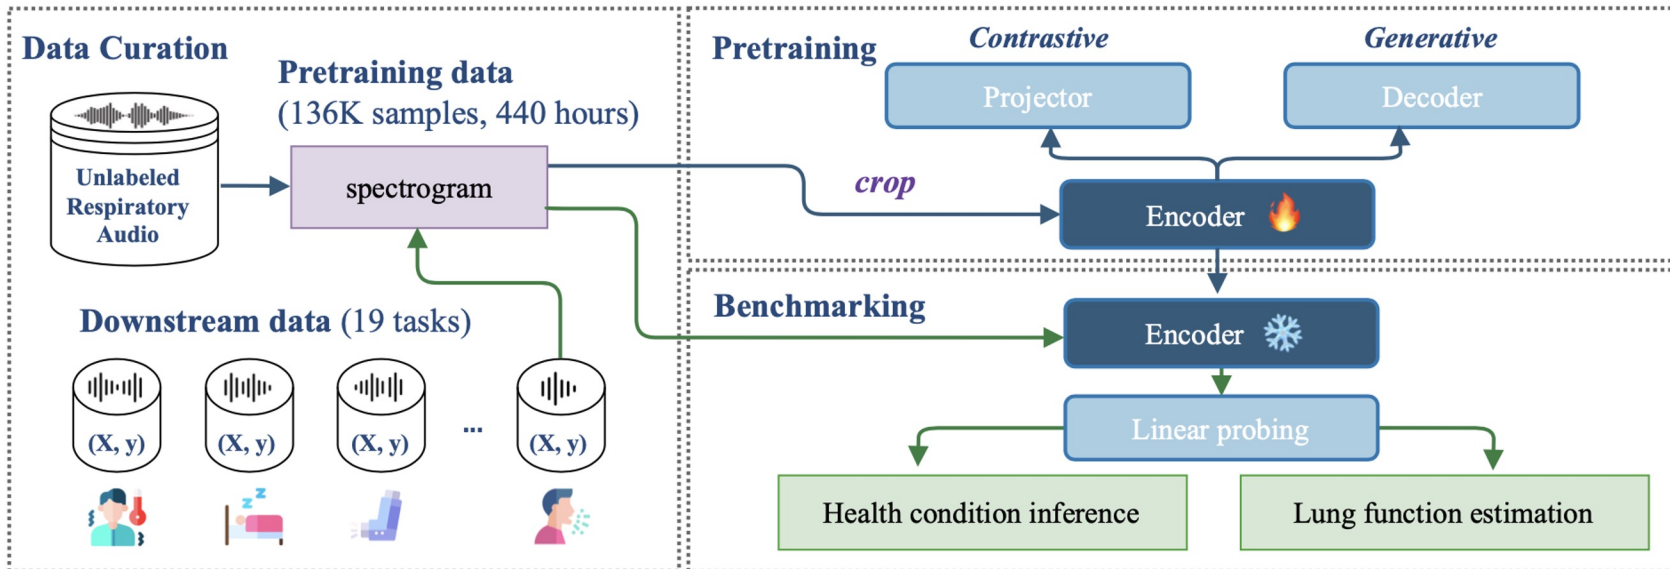 Data Curation
Pretraining data
(136K samples, 440 hours)
Unlabeled
Respiratory
Audio
spectrogram
Downstream data (19 tasks)
(X, y)
(X, y)
(X, y)
...
(X, y)
z z z
Pretraining
Contrastive
Generative
Projector
Decoder
crop
Encoder
Benchmarking
Encoder
Linear probing
Health condition inference
Lung function estimation